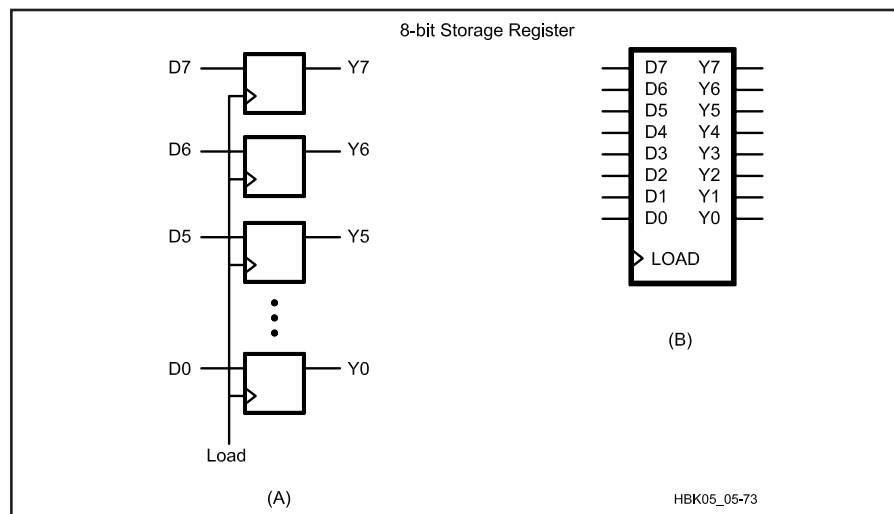 8-bit Storage Register
D7 Y7
D6 Y6
D5 Y5
D0 Y0
Load
(A)
D7 Y7
D6 Y6
D5 Y5
D4 Y4
D3 Y3
D2 Y2
D1 Y1
D0 Y0
LOAD
(B)
HBK05_05-73